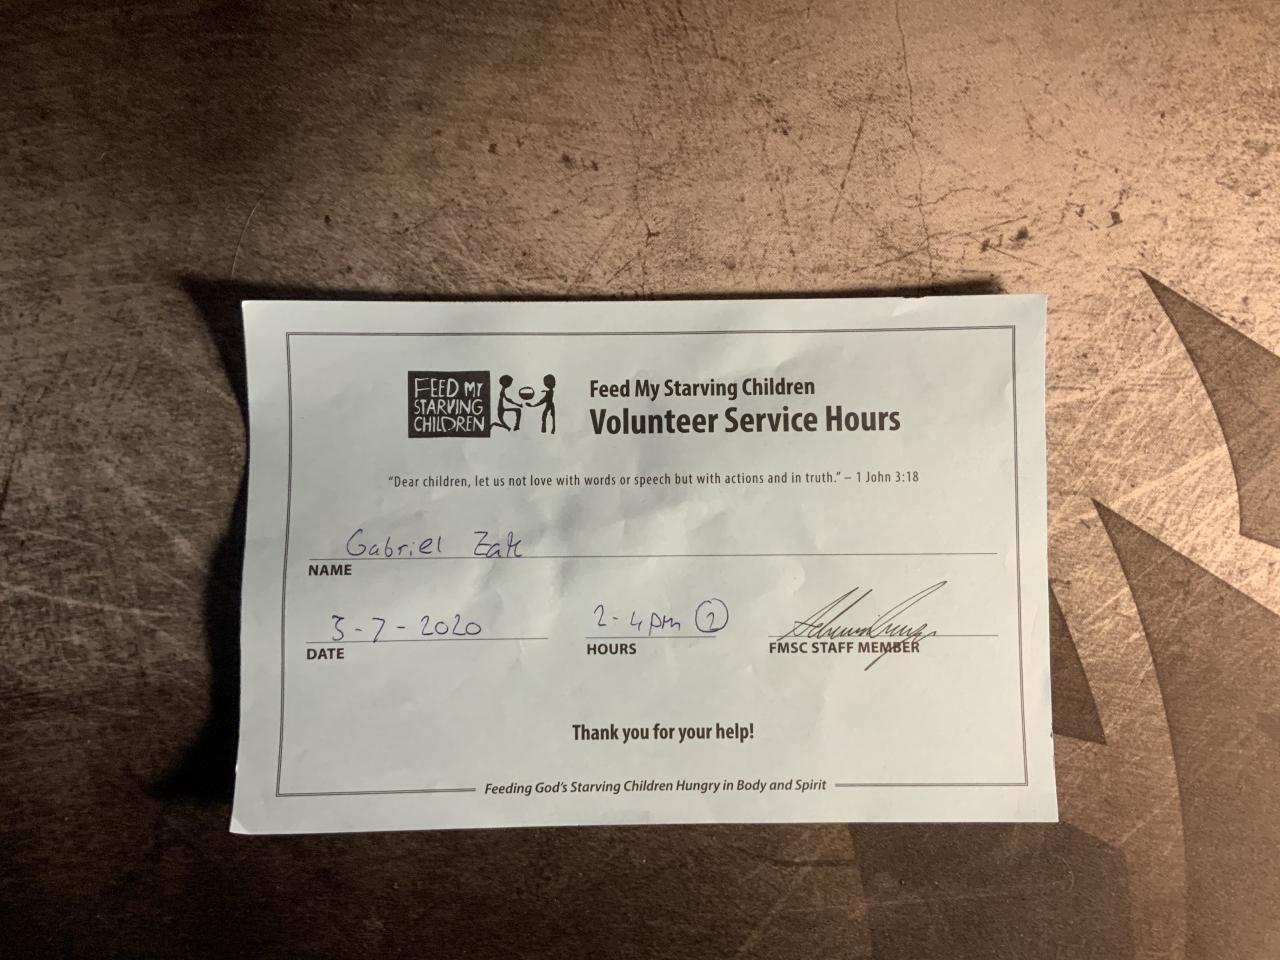 FEED MY
STARVING
CHILDREN
Feed My Starving Children
Volunteer Service Hours
“Dear children, let us not love with words or speech but with actions and in truth.” – 1 John 3:18
Gabriel
NAME
3-7-2020
2-4pm 2
DATE
HOURS
FMSC STAFF MEMBER
Thank you for your help!
Feeding God's Starving Children Hungry in Body and Spirit